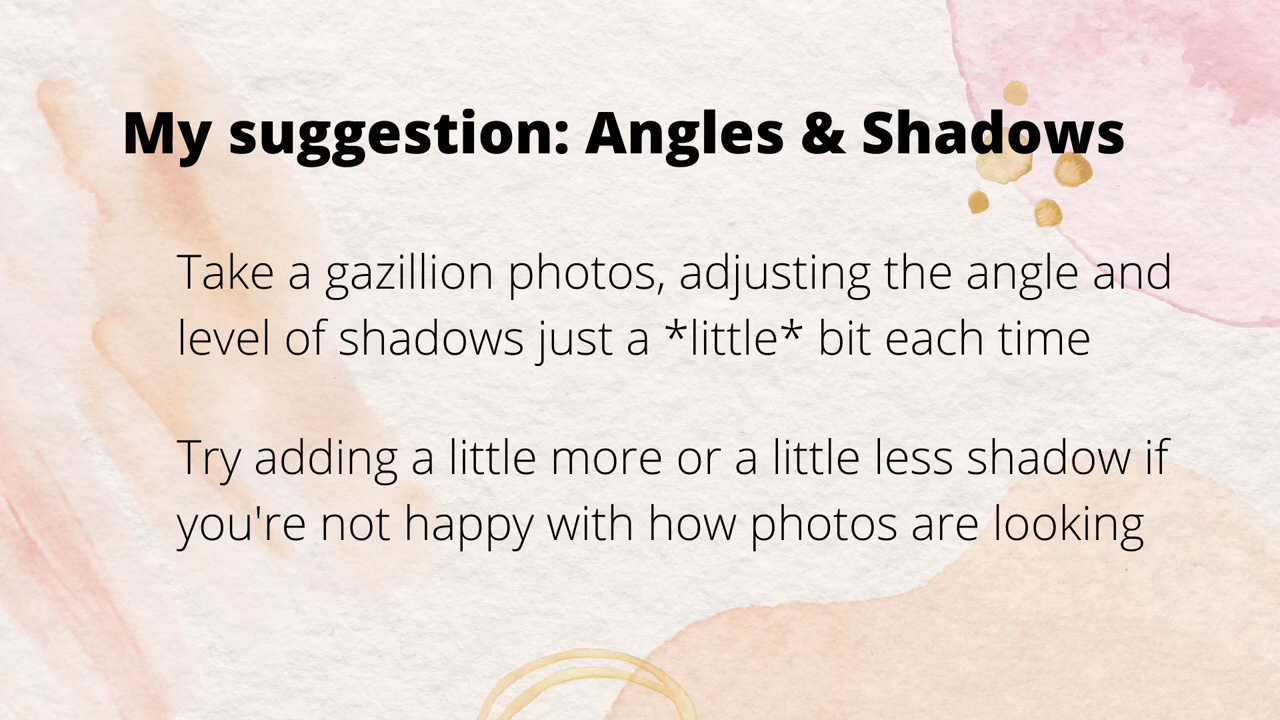 My suggestion: Angles & Shadows
Take a gazillion photos, adjusting the angle and
level of shadows just a *little* bit each time
Try adding a little more or a little less shadow if
you're not happy with how photos are looking